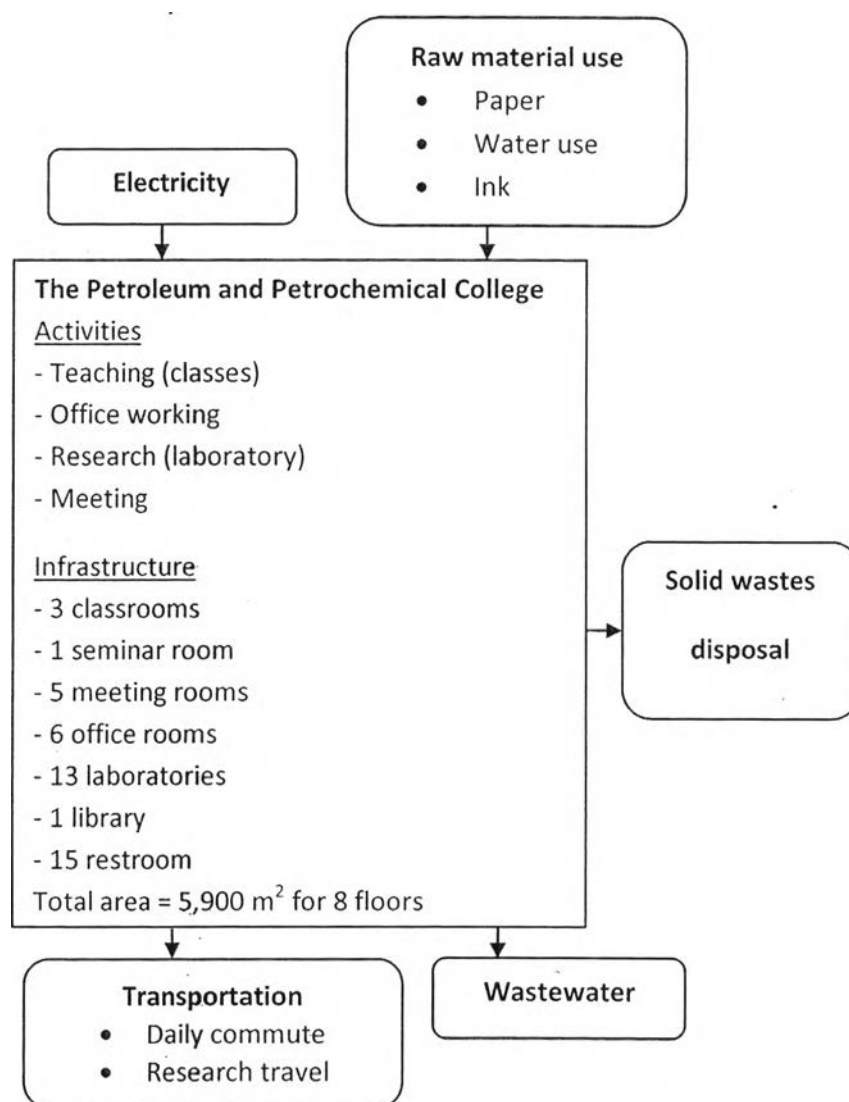 Raw material use
• Paper
• Water use
• Ink
Electricity
The Petroleum and Petrochemical College
Activities
- Teaching (classes)
- Office working
- Research (laboratory)
- Meeting
Infrastructure
- 3 classrooms
- 1 seminar room
- 5 meeting rooms
- 6 office rooms
- 13 laboratories
- 1 library
- 15 restroom
Total area = 5,900 m² for 8 floors
Solid wastes
disposal
Transportation
• Daily commute
• Research travel
Wastewater